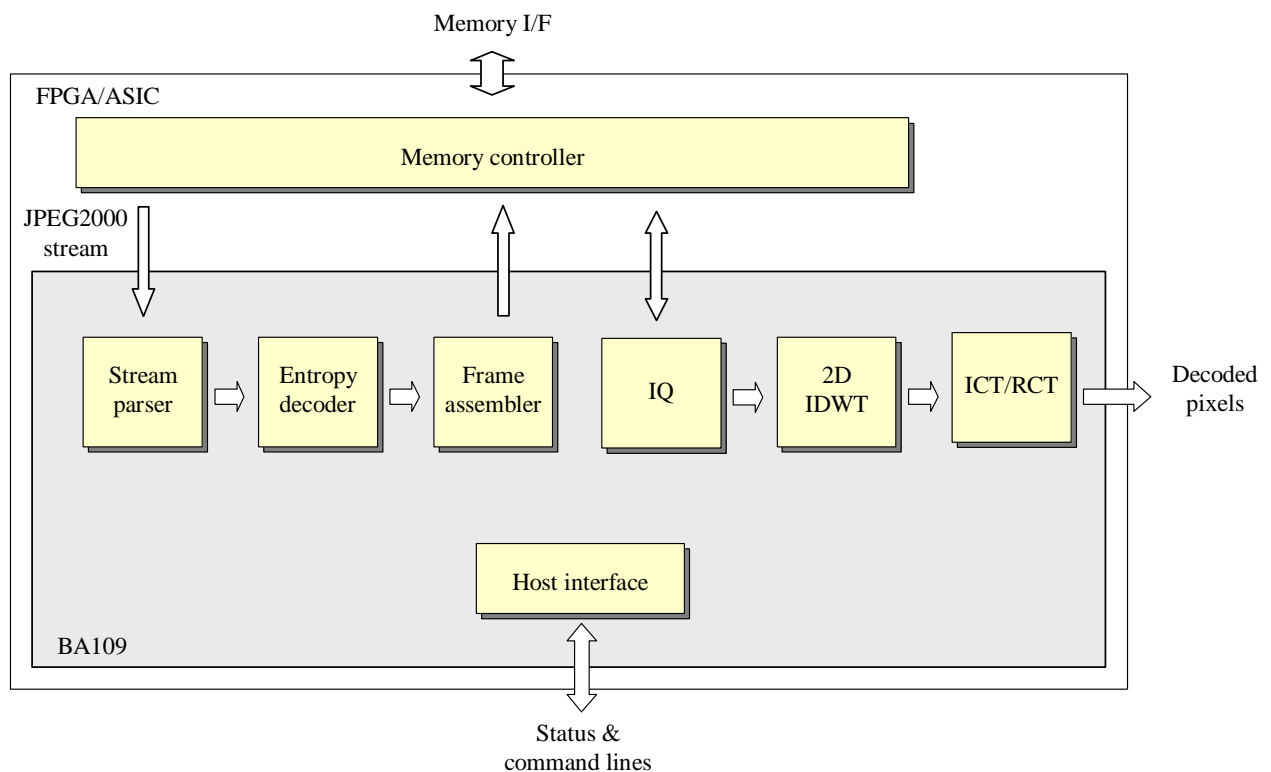 Memory I/F
FPGA/ASIC
Memory controller
JPEG2000
stream
Stream
parser
Entropy
decoder
Frame
assembler
IQ
2D
IDWT
ICT/RCT
Decoded
pixels
Host interface
BA109
Status &
command lines